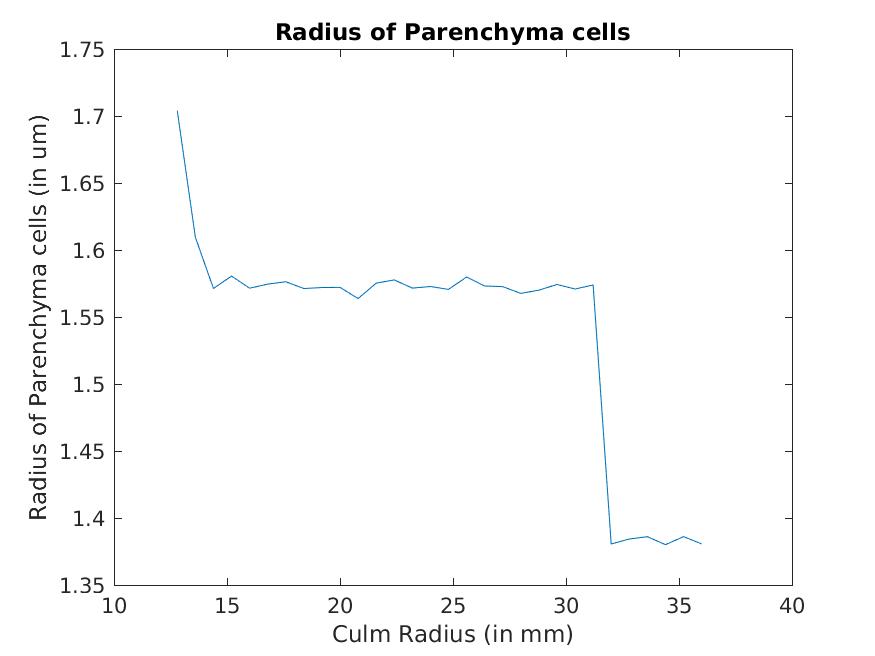 Radius of Parenchyma cells
Radius of Parenchyma cells (in um)
1.75
1.7
1.65
1.6
1.55
1.5
1.45
1.4
1.35
10 15 20 25 30 35 40
Culm Radius (in mm)